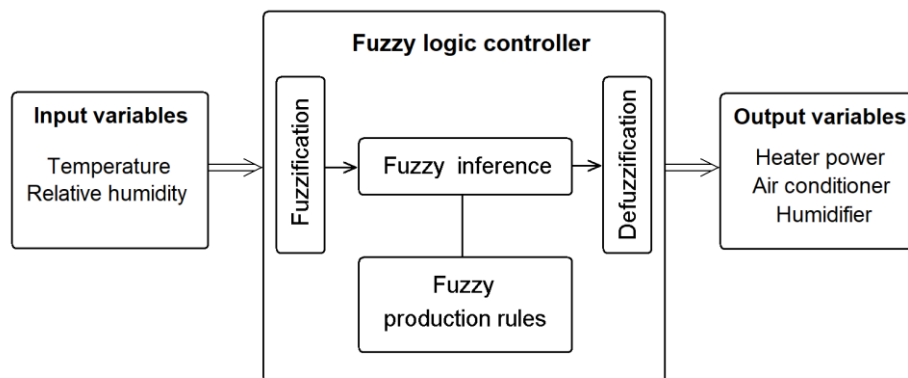 Fuzzy logic controller
Input variables
Temperature
Relative humidity
Fuzzification
Fuzzy inference
Fuzzy
production rules
Defuzzification
Output variables
Heater power
Air conditioner
Humidifier